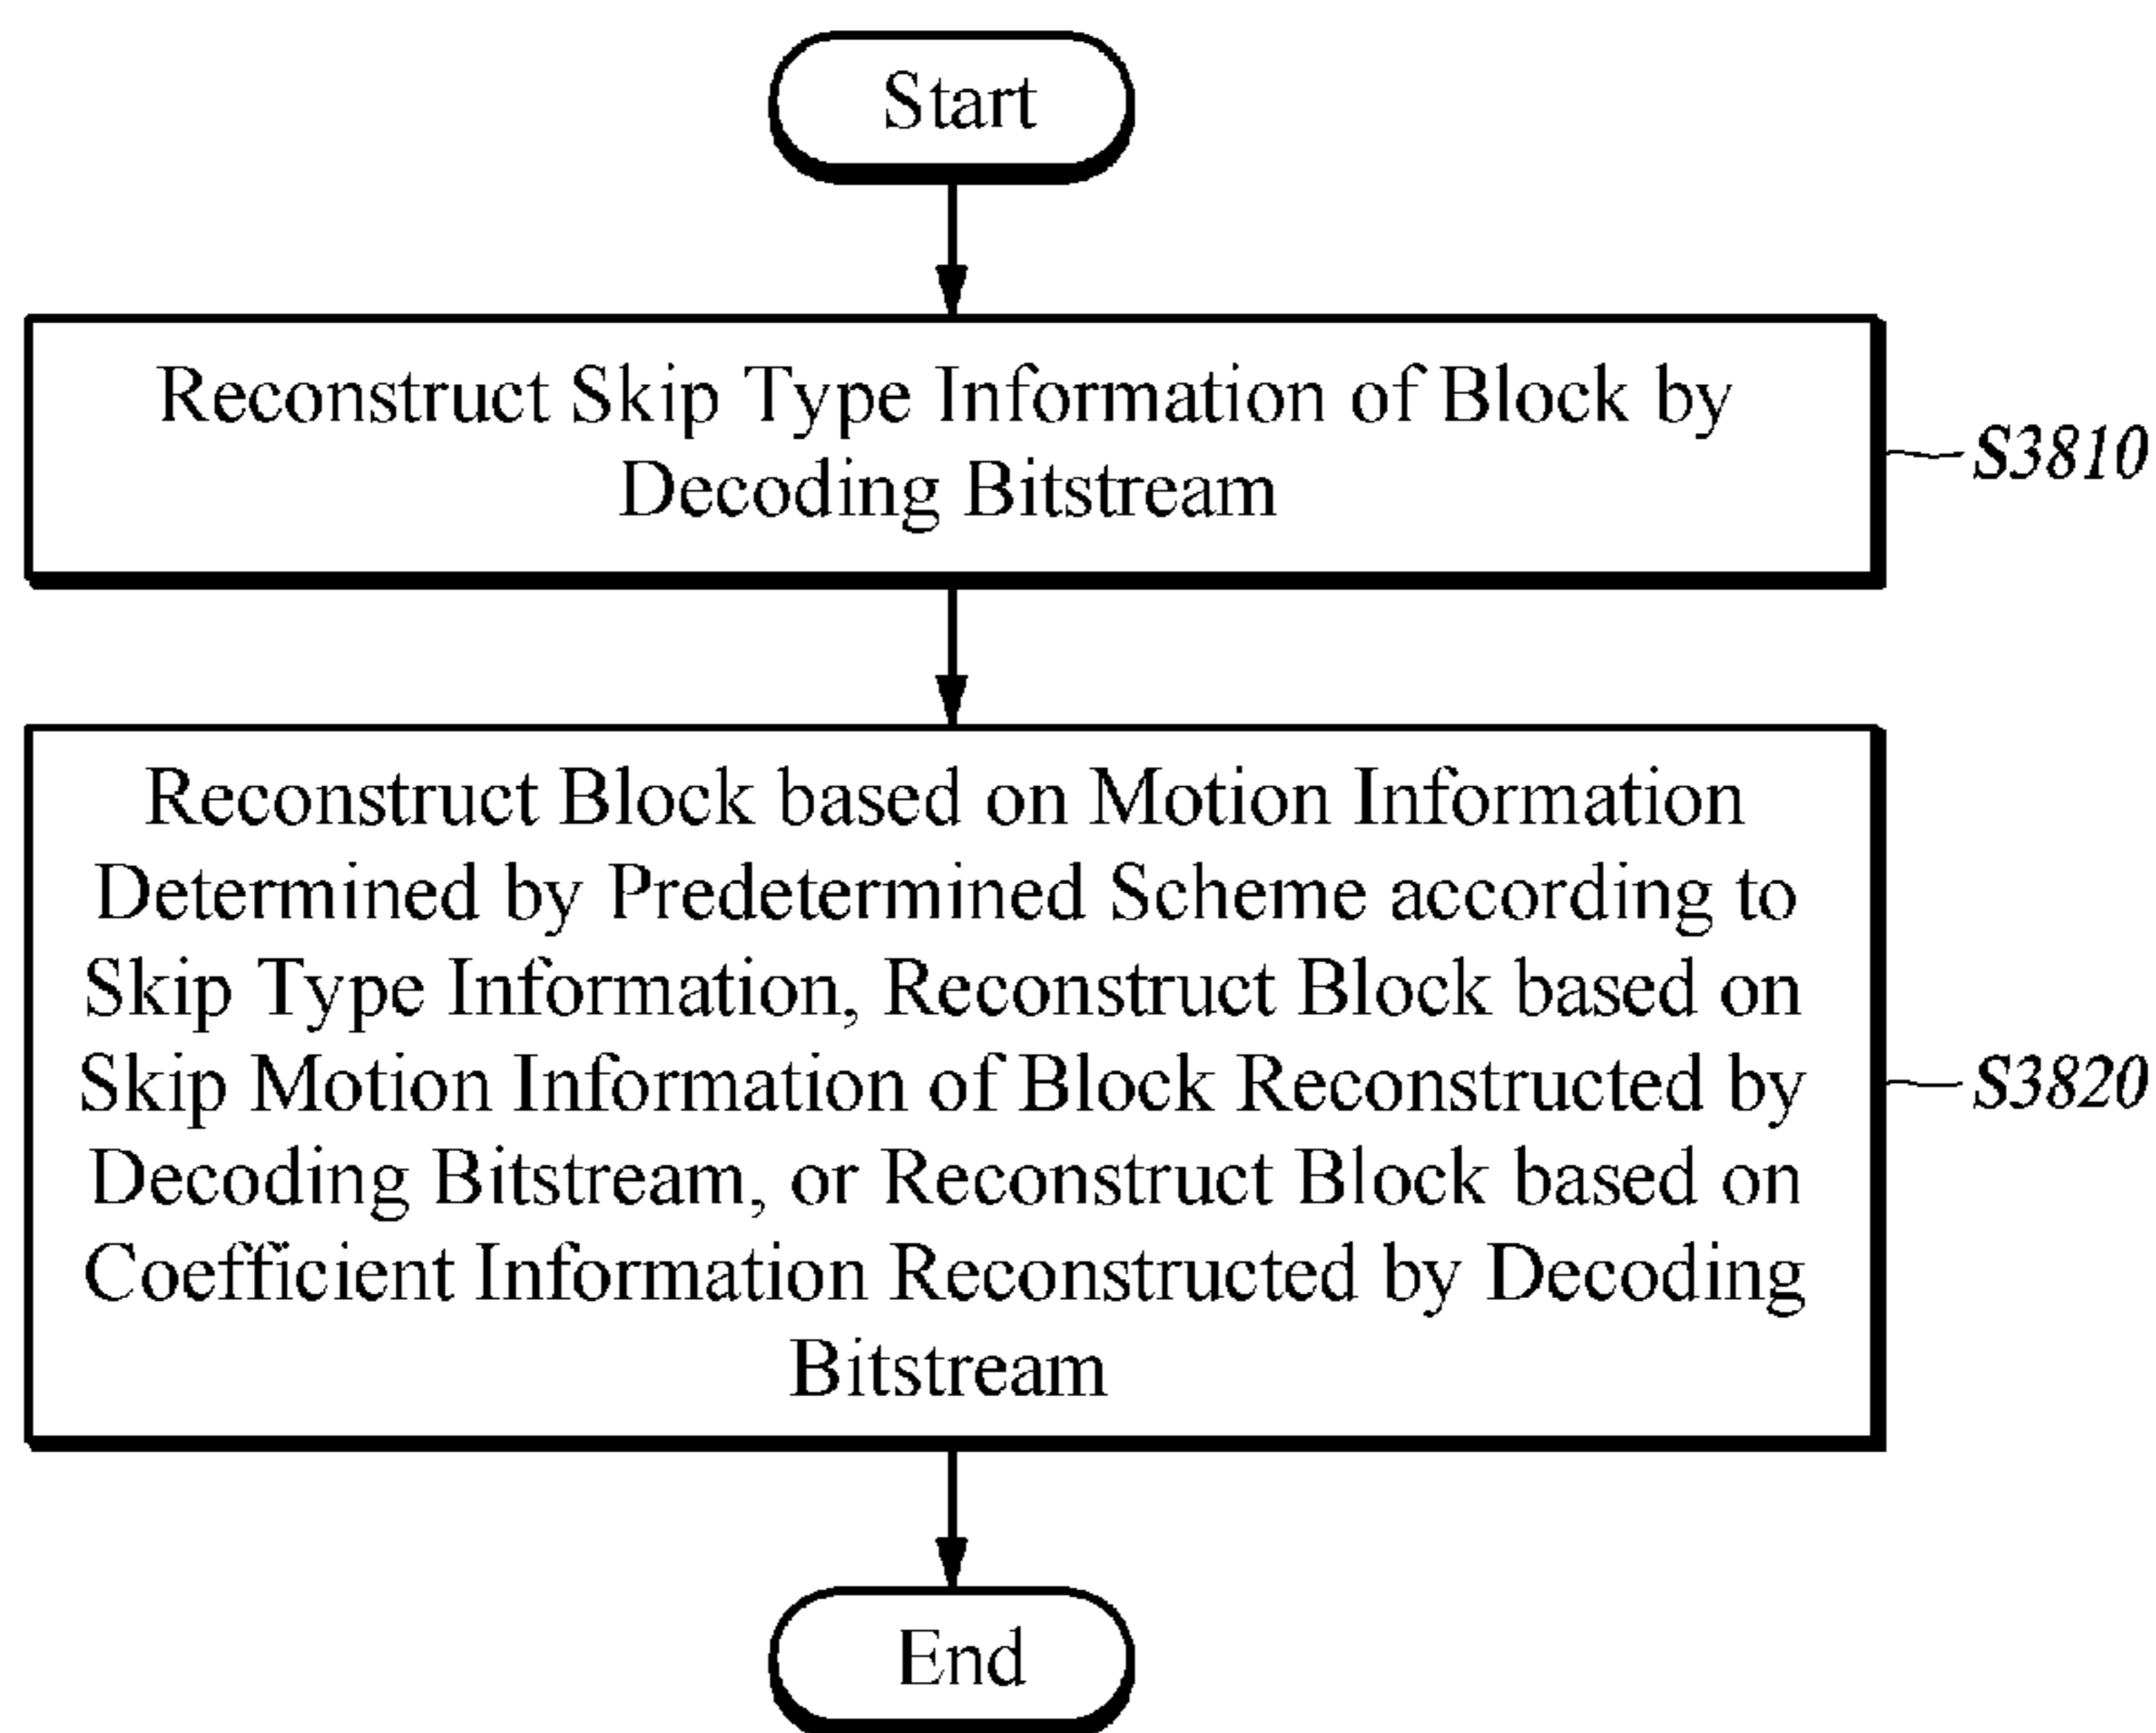 Start
Reconstruct Skip Type Information of Block by
Decoding Bitstream
S3810
Reconstruct Block based on Motion Information
Determined by Predetermined Scheme according to
Skip Type Information, Reconstruct Block based on
Skip Motion Information of Block Reconstructed by
Decoding Bitstream, or Reconstruct Block based on
Coefficient Information Reconstructed by Decoding
Bitstream
S3820
End